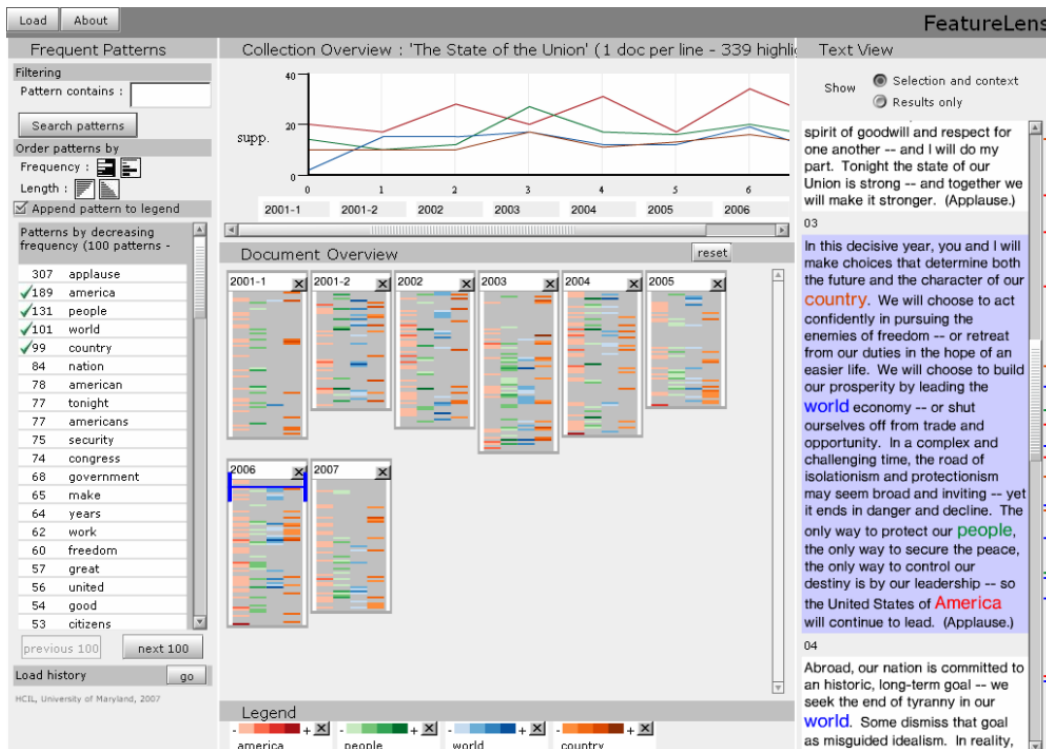 Load About
FeatureLens
Frequent Patterns
Filtering
Pattern contains :
Search patterns
Order patterns by
Frequency :
Length :
Append pattern to legend
Patterns by decreasing
frequency (100 patterns -
307 applause
189 america
131 people
101 world
99 country
84 nation
78 american
77 tonight
77 americans
75 security
74 congress
68 government
65 make
64 years
62 work
60 freedom
57 great
56 united
54 good
53 citizens
previous 100 next 100
Load history go
HCIL, University of Maryland, 2007
Collection Overview : 'The State of the Union' (1 doc per line - 339 highli
40
20
0
supp.
0 1 2 3 4 5 6
2001-1 2001-2 2002 2003 2004 2005 2006
Document Overview reset
2001-1 2001-2 2002 2003 2004 2005
2006 2007
Legend
- + - + - + - +
america people world country
Text View
Show Selection and context
Results only
spirit of goodwill and respect for
one another -- and I will do my
part. Tonight the state of our
Union is strong -- and together we
will make it stronger. (Applause.)
03
In this decisive year, you and I will
make choices that determine both
the future and the character of our
country. We will choose to act
confidently in pursuing the
enemies of freedom -- or retreat
from our duties in the hope of an
easier life. We will choose to build
our prosperity by leading the
world economy -- or shut
ourselves off from trade and
opportunity. In a complex and
challenging time, the road of
isolationism and protectionism
may seem broad and inviting -- yet
it ends in danger and decline. The
only way to protect our people,
the only way to secure the peace,
the only way to control our
destiny is by our leadership -- so
the United States of America
will continue to lead. (Applause.)
04
Abroad, our nation is committed to
an historic, long-term goal -- we
seek the end of tyranny in our
world. Some dismiss that goal
as misguided idealism. In reality,